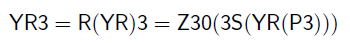 YR3 = R(YR)3 = Z30(3S(YR(P3)))